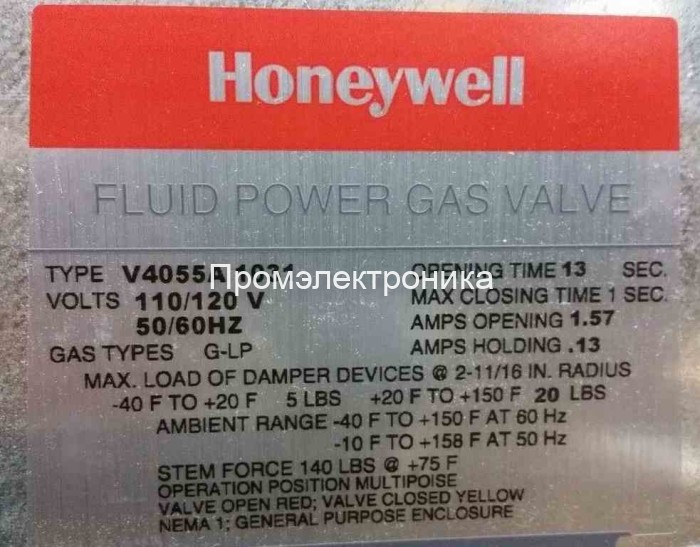 Honeywell
FLUID POWER GAS VALVE
TYPE V4055A 1031 OPENING TIME 13 SEC.
Промэлектроника
VOLTS 110/120 V MAX CLOSING TIME 1 SEC.
50/60HZ AMPS OPENING 1.57
GAS TYPES G-LP AMPS HOLDING .13
MAX. LOAD OF DAMPER DEVICES @ 2-11/16 IN. RADIUS
-40 F TO +20 F 5 LBS +20 F TO +150 F 20 LBS
AMBIENT RANGE -40 F TO +150 F AT 60 Hz
-10 F TO +158 F AT 50 Hz
STEM FORCE 140 LBS @ +75 F
OPERATION POSITION MULTIPOISE
VALVE OPEN RED; VALVE CLOSED YELLOW
NEMA 1; GENERAL PURPOSE ENCLOSURE